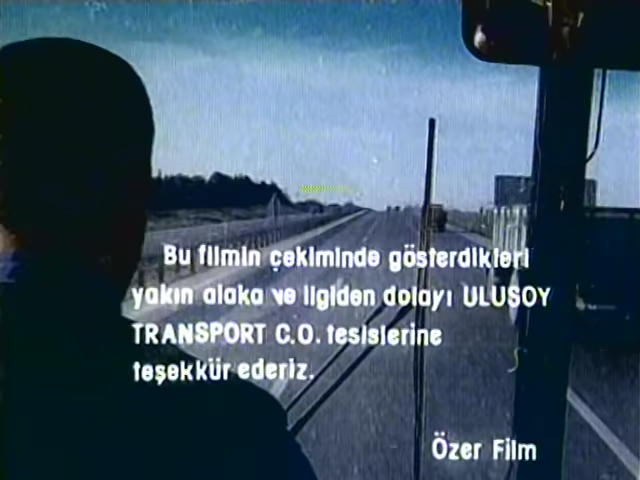 Bu filmin çekiminde gösterdikleri
yakın alaka ve ilgiden dolayı ULUSOY
TRANSPORT C.O. tesislerine
teşekkür ederiz.
Özer Film